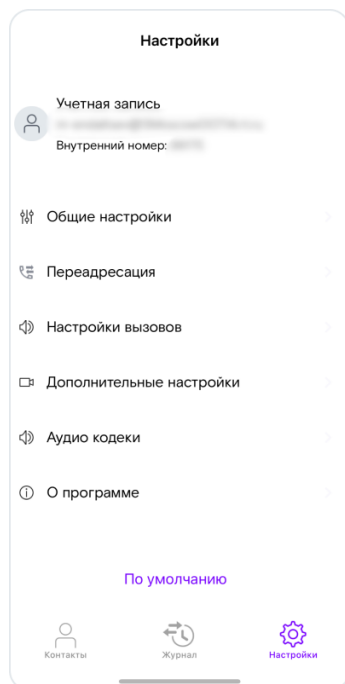 Настройки
Учетная запись
Внутренний номер:
Общие настройки
Переадресация
Настройки вызовов
Дополнительные настройки
Аудио кодеки
О программе
По умолчанию
Контакты
Журнал
Настройки